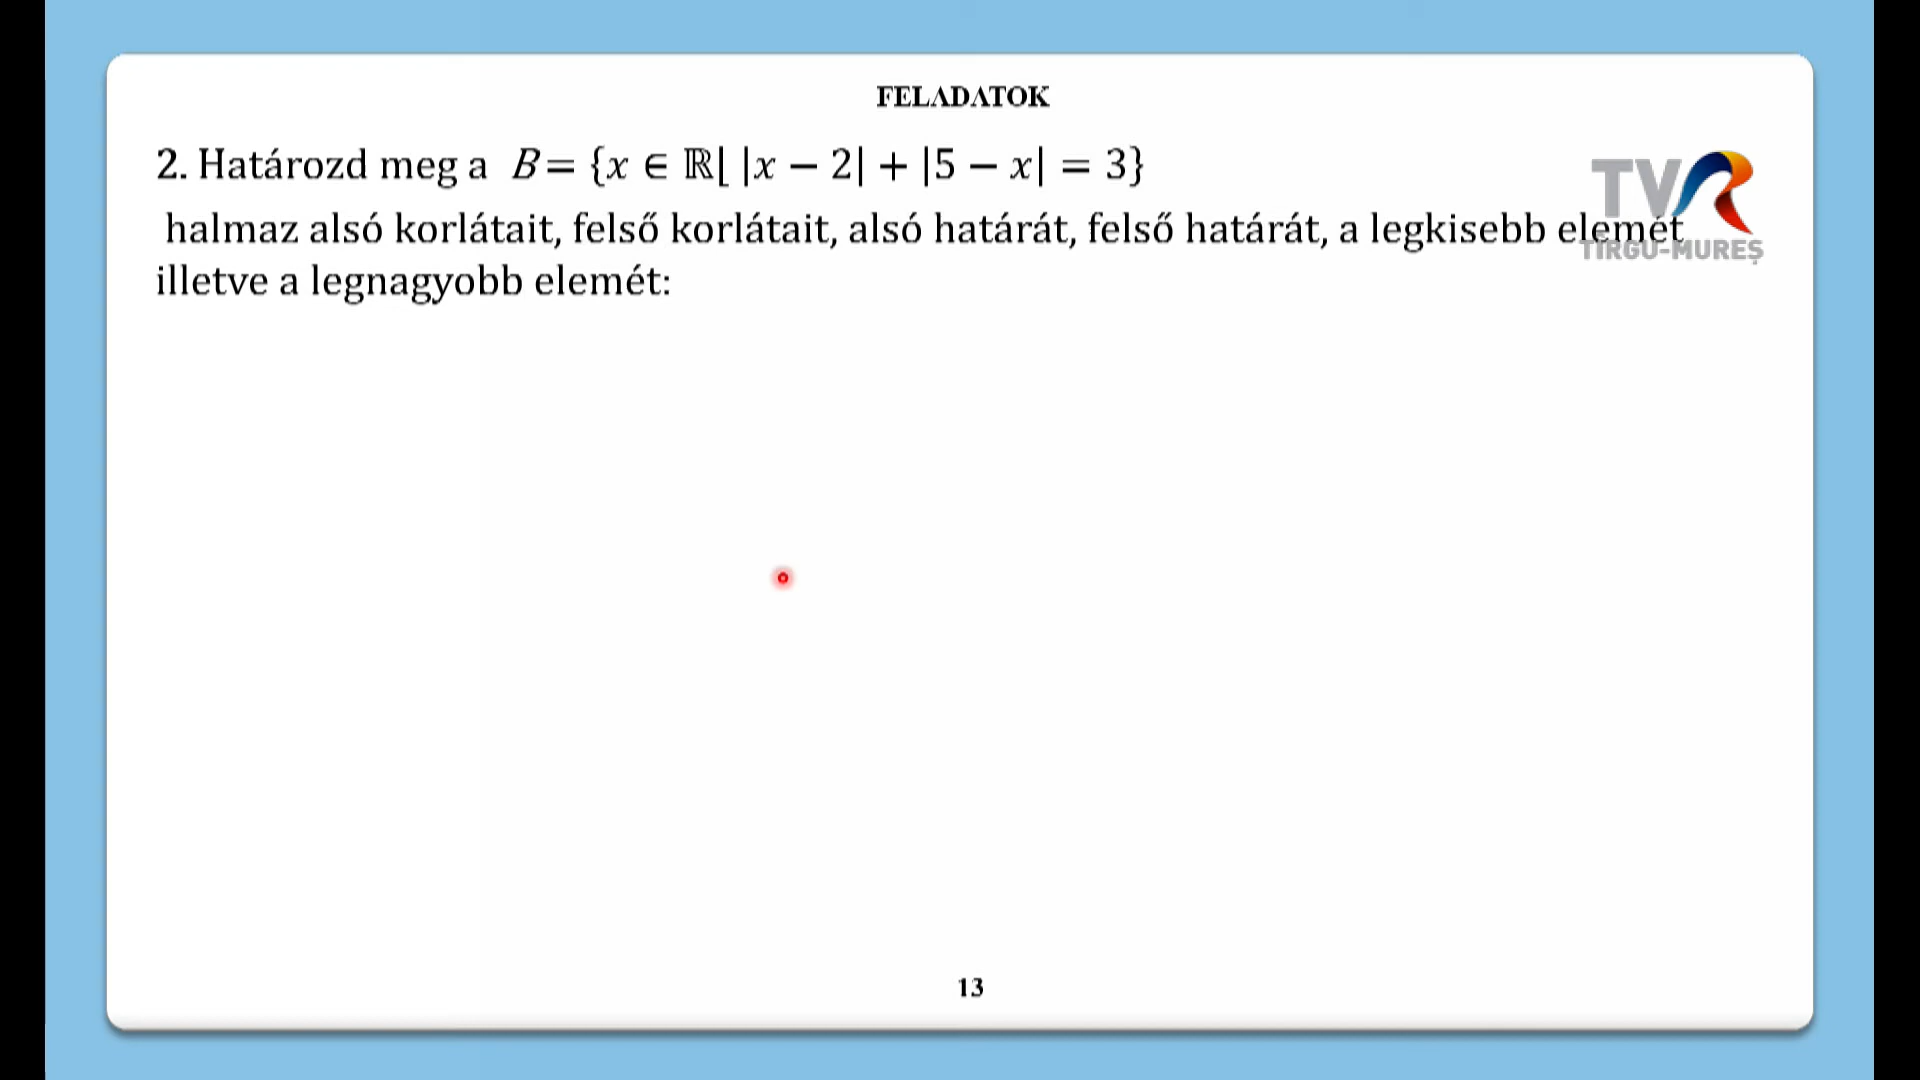 FELADATOK
2. Határozd meg a B = {x ∈ ℝ| |x − 2| + |5 − x| = 3}
halmaz alsó korlátait, felső korlátait, alsó határát, felső határát, a legkisebb elemét
illetve a legnagyobb elemét:
TVR
TÎRGU-MUREȘ
13